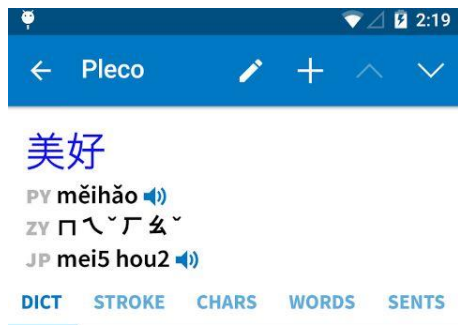 2:19
Pleco
美好
PY měihǎo
ZY ㄇㄟˇㄏㄠˇ
JP mei5 hou2
DICT STROKE CHARS WORDS SENTS